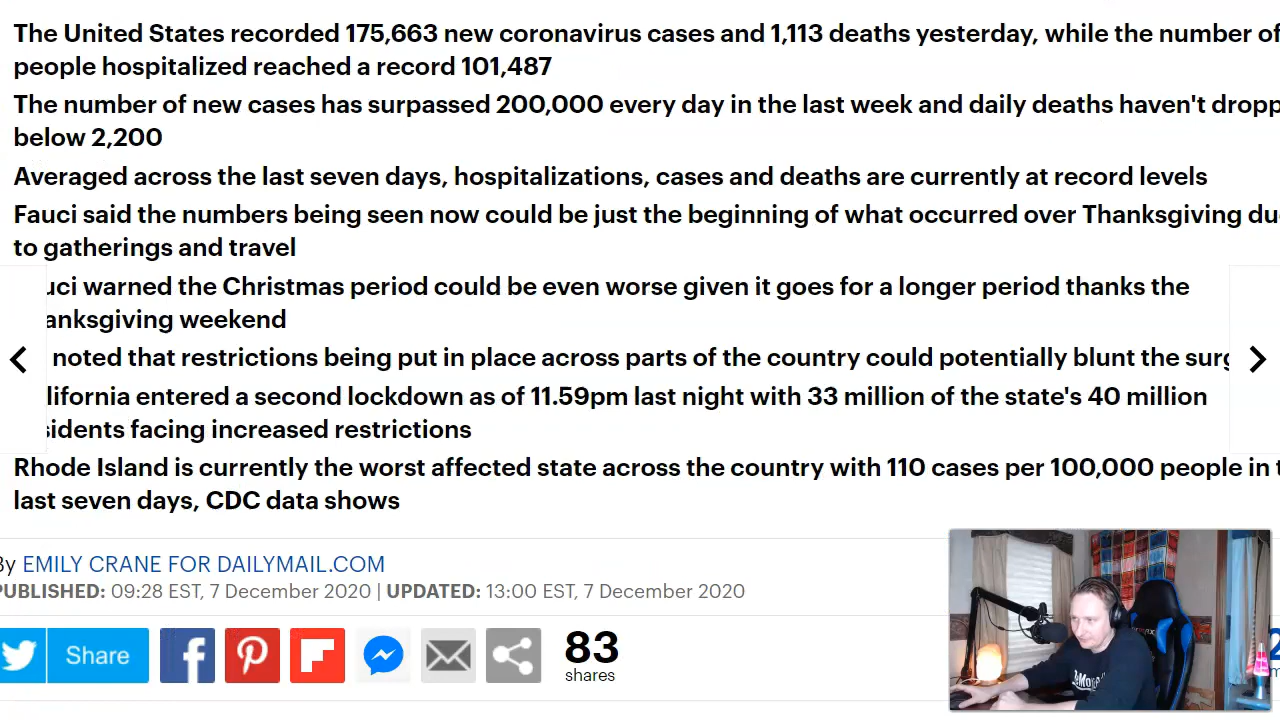 The United States recorded 175,663 new coronavirus cases and 1,113 deaths yesterday, while the number of
people hospitalized reached a record 101,487
The number of new cases has surpassed 200,000 every day in the last week and daily deaths haven't dropp
below 2,200
Averaged across the last seven days, hospitalizations, cases and deaths are currently at record levels
Fauci said the numbers being seen now could be just the beginning of what occurred over Thanksgiving du
to gatherings and travel
uci warned the Christmas period could be even worse given it goes for a longer period thanks the
anksgiving weekend
noted that restrictions being put in place across parts of the country could potentially blunt the surg
lifornia entered a second lockdown as of 11.59pm last night with 33 million of the state's 40 million
sidents facing increased restrictions
Rhode Island is currently the worst affected state across the country with 110 cases per 100,000 people in t
last seven days, CDC data shows
By EMILY CRANE FOR DAILYMAIL.COM
PUBLISHED: 09:28 EST, 7 December 2020 | UPDATED: 13:00 EST, 7 December 2020
Share
83
shares